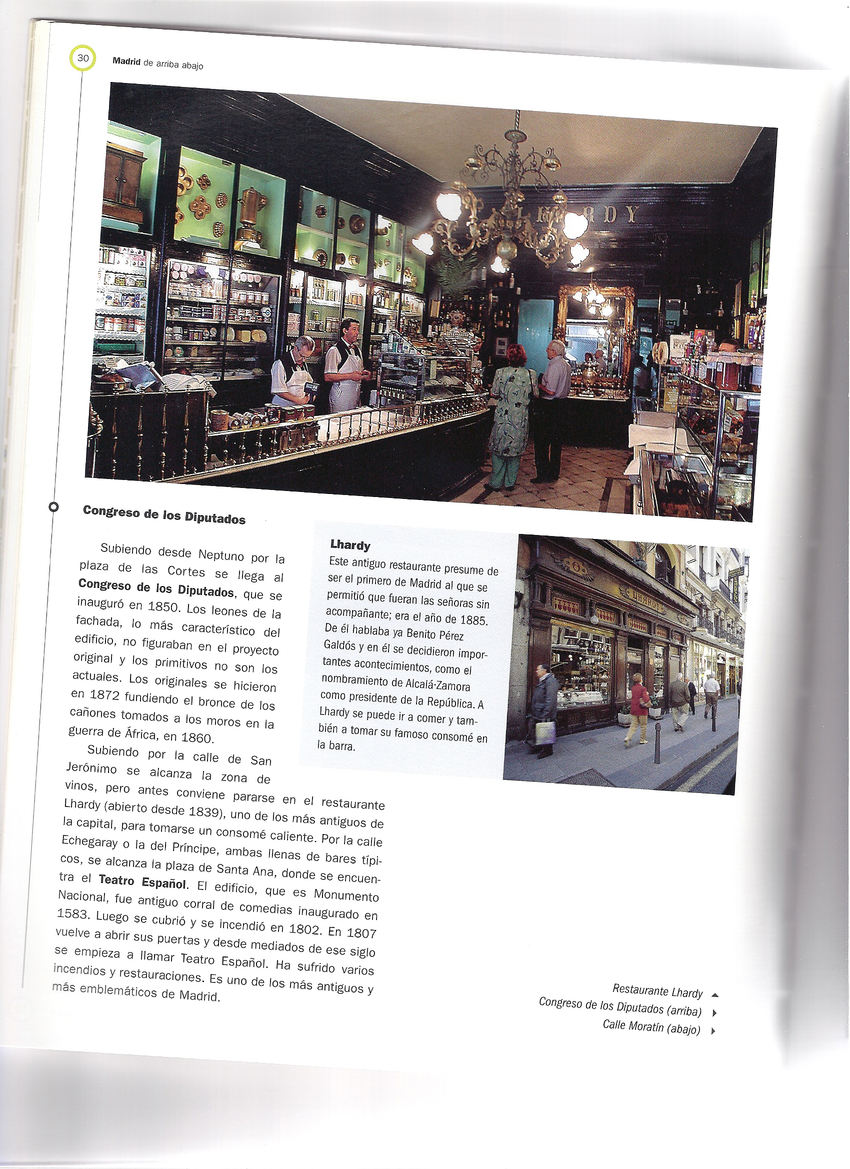 30
Madrid de arriba abajo
LHARDY
Congreso de los Diputados
Subiendo desde Neptuno por la
plaza de las Cortes se llega al
Congreso de los Diputados, que se
inauguró en 1850. Los leones de la
fachada, lo más característico del
edificio, no figuraban en el proyecto
original y los primitivos no son los
actuales. Los originales se hicieron
en 1872 fundiendo el bronce de los
cañones tomados a los moros en la
guerra de África, en 1860.
Subiendo por la calle de San
Jerónimo se alcanza la zona de
vinos, pero antes conviene pararse en el restaurante
Lhardy (abierto desde 1839), uno de los más antiguos de
la capital, para tomarse un consomé caliente. Por la calle
Echegaray o la del Príncipe, ambas llenas de bares típi-
cos, se alcanza la plaza de Santa Ana, donde se encuen-
tra el Teatro Español. El edificio, que es Monumento
Nacional, fue antiguo corral de comedias inaugurado en
1583. Luego se cubrió y se incendió en 1802. En 1807
vuelve a abrir sus puertas y desde mediados de ese siglo
se empieza a llamar Teatro Español. Ha sufrido varios
incendios y restauraciones. Es uno de los más antiguos y
más emblemáticos de Madrid.
Lhardy
Este antiguo restaurante presume de
ser el primero de Madrid al que se
permitió que fueran las señoras sin
acompañante; era el año de 1885.
De él hablaba ya Benito Pérez
Galdós y en él se decidieron impor-
tantes acontecimientos, como el
nombramiento de Alcalá-Zamora
como presidente de la República. A
Lhardy se puede ir a comer y tam-
bién a tomar su famoso consomé en
la barra.
LHARDY
Restaurante Lhardy
Congreso de los Diputados (arriba)
Calle Moratín (abajo)